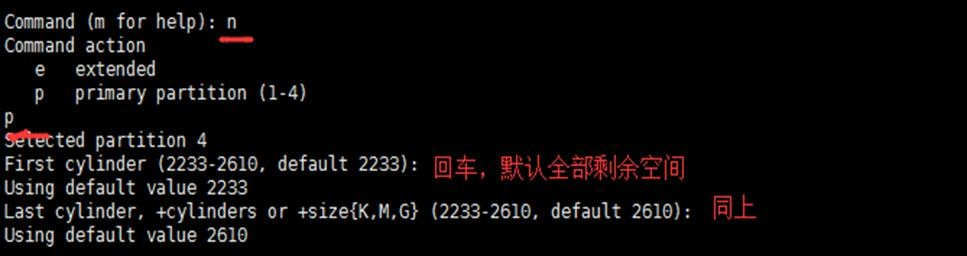 Command (m for help): n
Command action
e   extended
p   primary partition (1-4)
p
Selected partition 4
First cylinder (2233-2610, default 2233): 回车，默认全部剩余空间
Using default value 2233
Last cylinder, +cylinders or +size{K,M,G} (2233-2610, default 2610): 同上
Using default value 2610